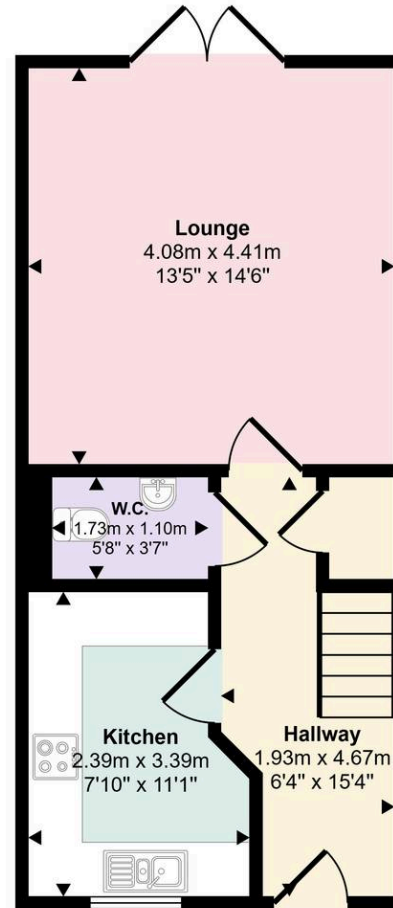 Lounge
4.08m x 4.41m
13'5" x 14'6"
W.C.
1.73m x 1.10m
5'8" x 3'7"
Kitchen
2.39m x 3.39m
7'10" x 11'1"
Hallway
1.93m x 4.67m
6'4" x 15'4"